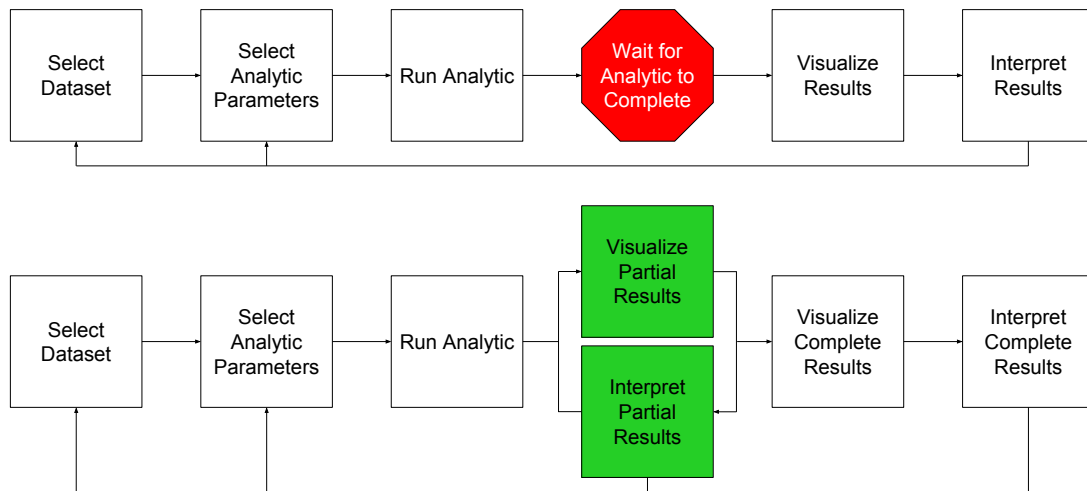 Select
Dataset
Select
Analytic
Parameters
Run Analytic
Wait for
Analytic to
Complete
Visualize
Results
Interpret
Results
Select
Dataset
Select
Analytic
Parameters
Run Analytic
Visualize
Partial
Results
Interpret
Partial
Results
Visualize
Complete
Results
Interpret
Complete
Results